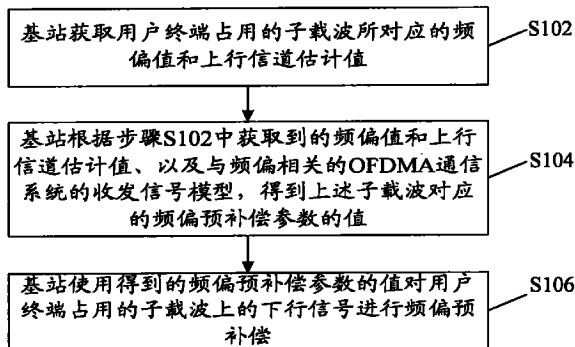 基站获取用户终端占用的子载波所对应的频
偏值和上行信道估计值
S102
基站根据步骤S102中获取到的频偏值和上行
信道估计值、以及与频偏相关的OFDMA通信
系统的收发信号模型，得到上述子载波对应
的频偏预补偿参数的值
S104
基站使用得到的频偏预补偿参数的值对用户
终端占用的子载波上的下行信号进行频偏预
补偿
S106